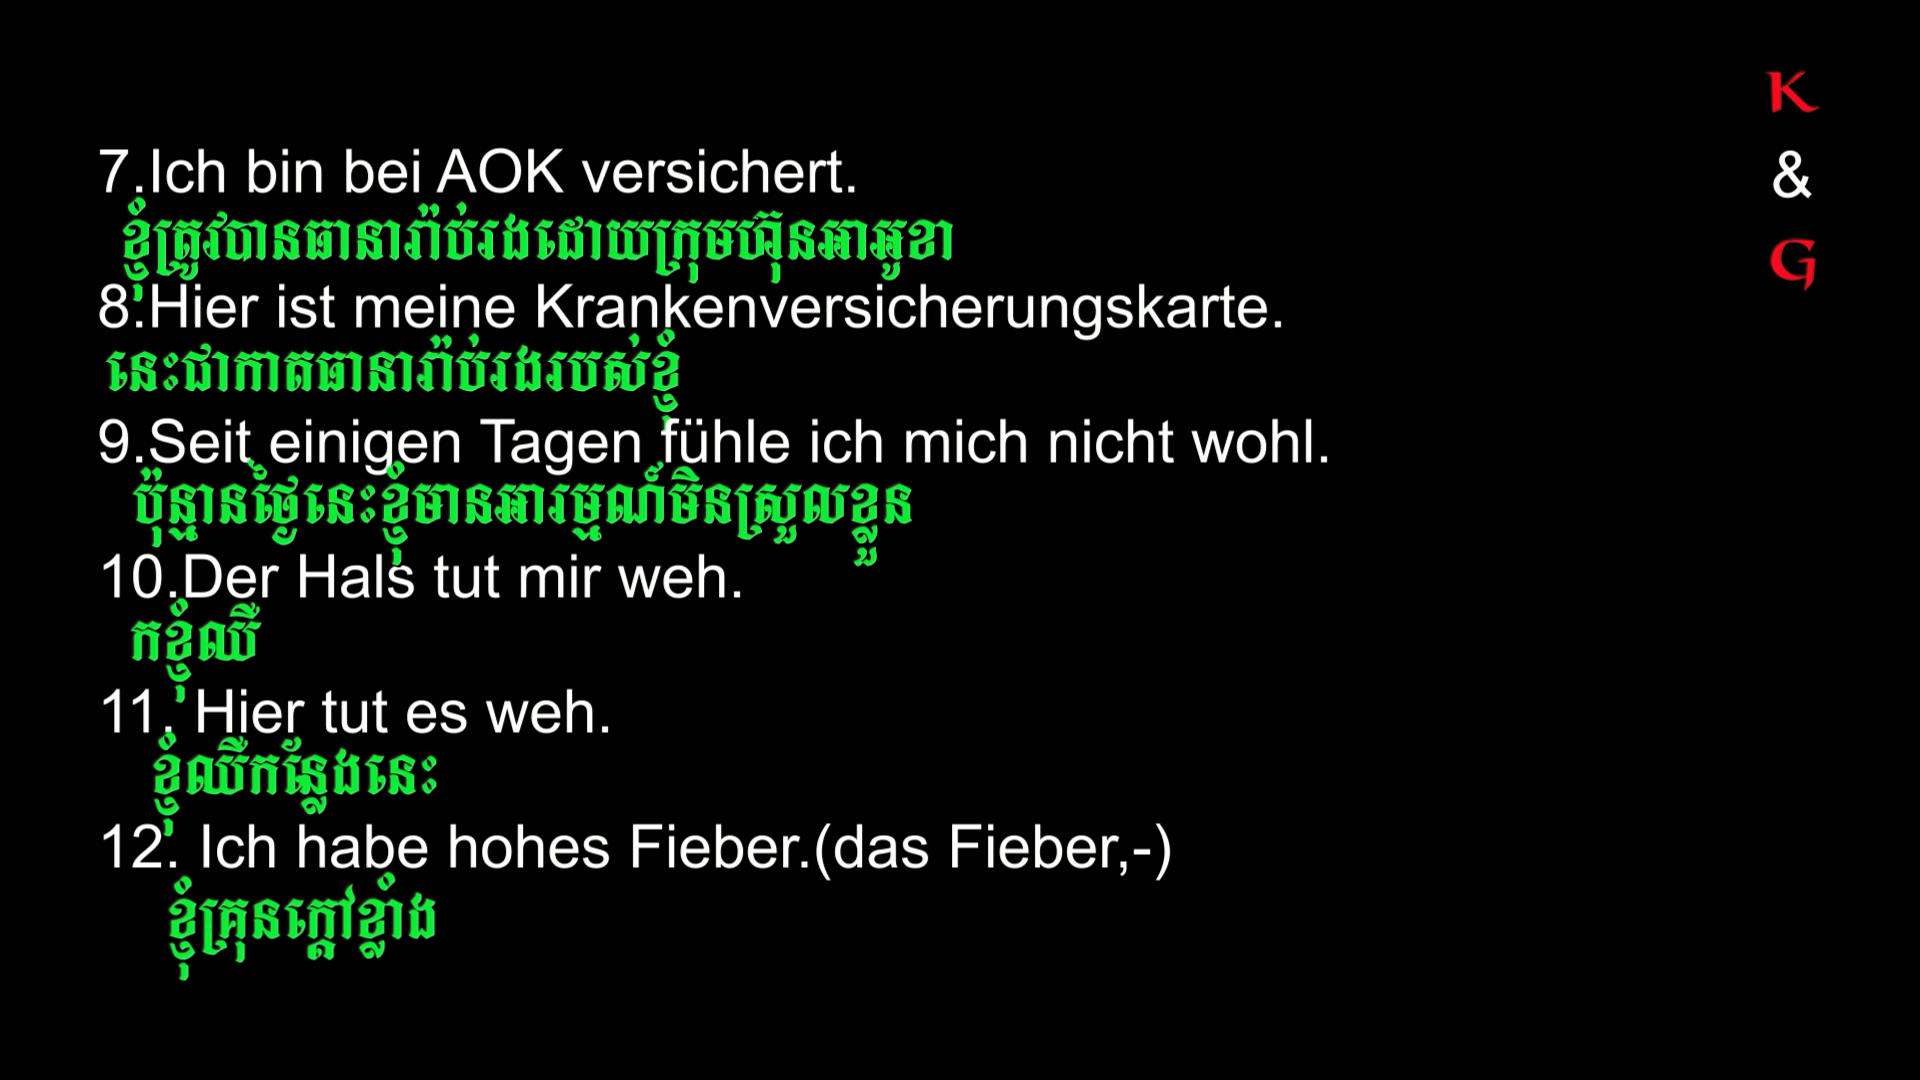 7.Ich bin bei AOK versichert.
ខ្ញុំត្រូវបានធានារ៉ាប់រងដោយក្រុមហ៊ុនអាអូខា
8.Hier ist meine Krankenversicherungskarte.
នេះជាកាតធានារ៉ាប់រងរបស់ខ្ញុំ
9.Seit einigen Tagen fühle ich mich nicht wohl.
ប៉ុន្មានថ្ងៃនេះខ្ញុំមានអារម្មណ៍មិនស្រួលខ្លួន
10.Der Hals tut mir weh.
កខ្ញុំឈឺ
11. Hier tut es weh.
ខ្ញុំឈឺកន្លែងនេះ
12. Ich habe hohes Fieber.(das Fieber,-)
ខ្ញុំគ្រុនក្តៅខ្លាំង
K
&
G